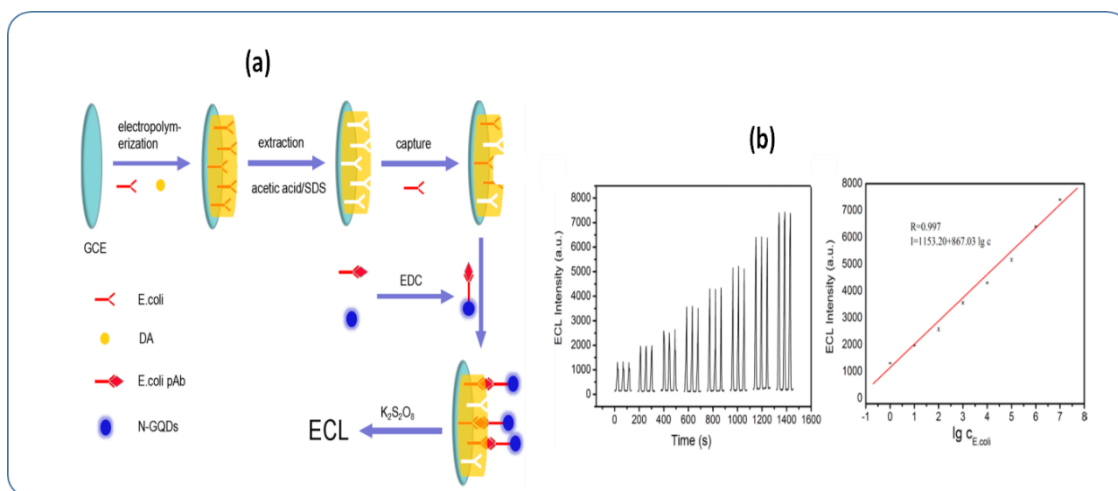 (a)
electropolym-
erization
extraction
acetic acid/SDS
capture
GCE
EDC
E.coli
DA
E.coli pAb
N-GQDs
K2S2O8
ECL
(b)
ECL Intensity (a.u.)
8000
7000
6000
5000
4000
3000
2000
1000
0
0 200 400 600 800 1000 1200 1400 1600
Time (s)
ECL Intensity (a.u.)
8000
7000
6000
5000
4000
3000
2000
1000
0
R=0.997
I=1153.20+867.03 lg c
-1 0 1 2 3 4 5 6 7 8
lg cE.coli